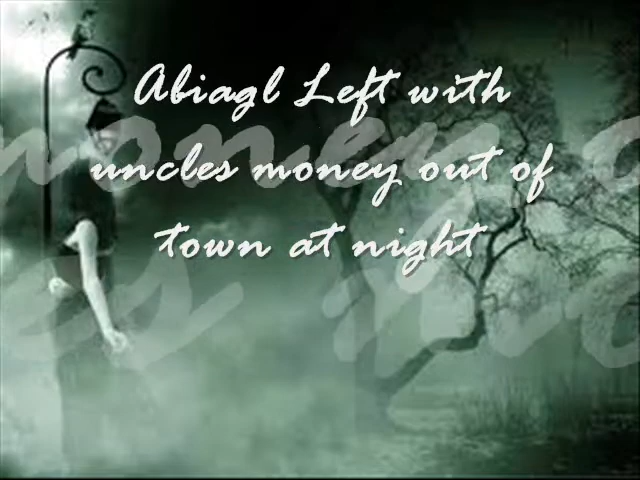 Abiagl Left with
uncles money out of
town at night